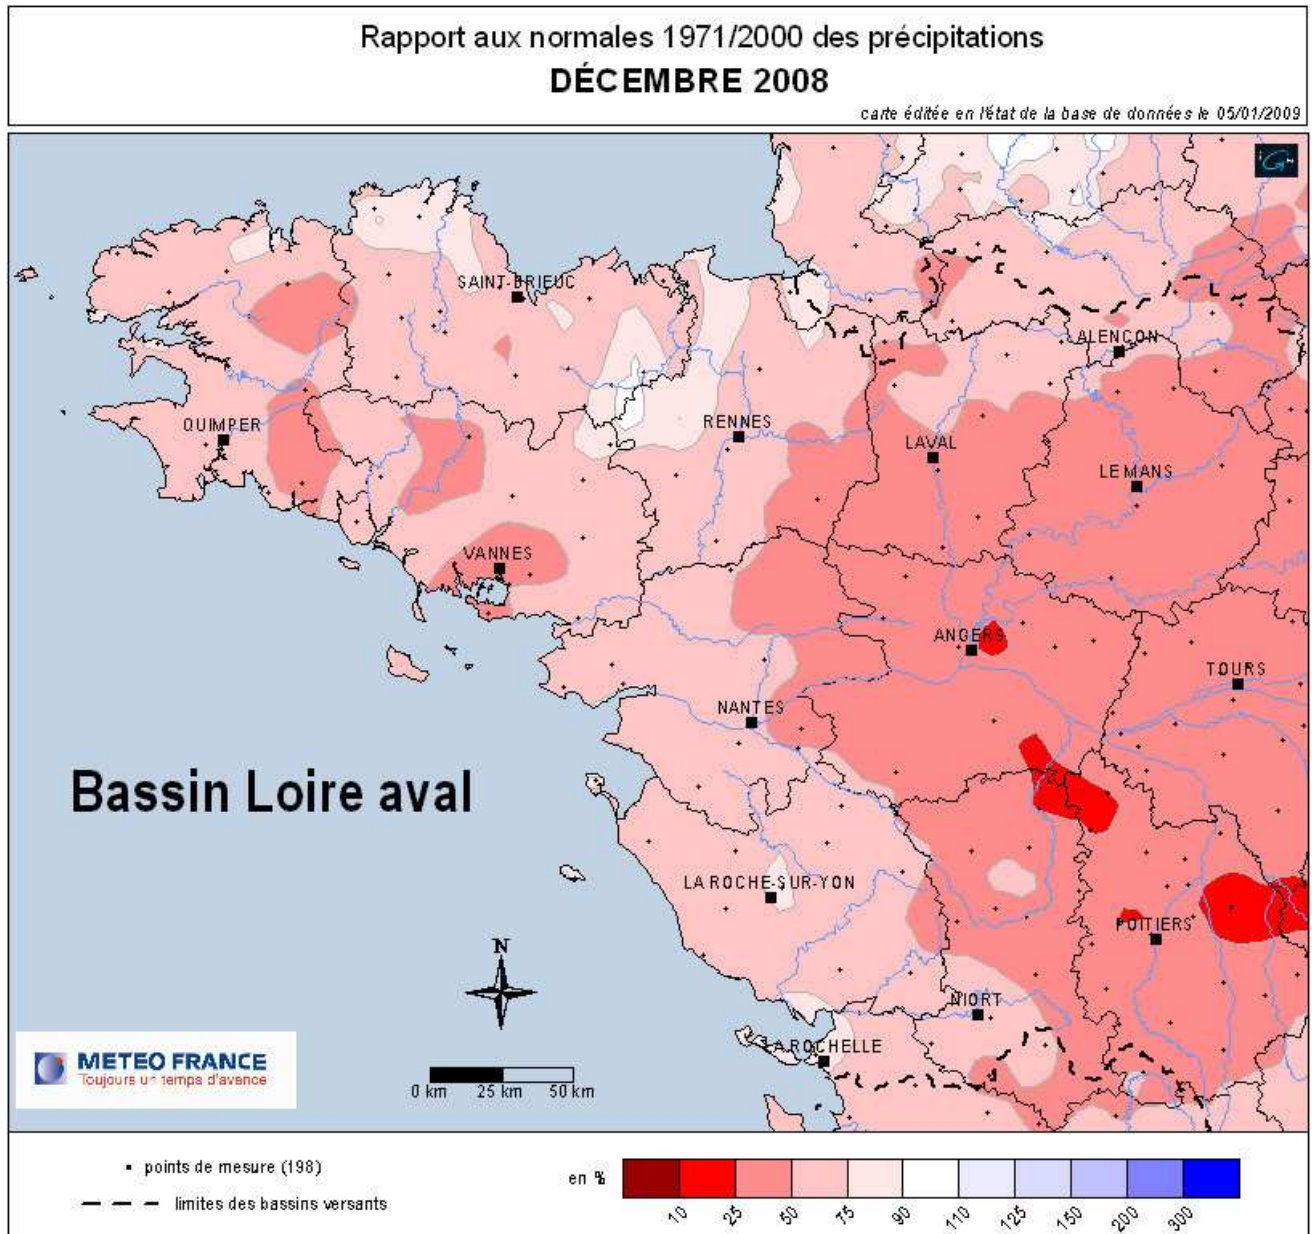 Rapport aux normales 1971/2000 des précipitations
DÉCEMBRE 2008
carte éditée en l'état de la base de données le 05/01/2009
SAINT-BRIEUC
ALENÇON
QUIMPER
RENNES
LAVAL
LE MANS
VANNES
ANGERS
TOURS
NANTES
Bassin Loire aval
LA ROCHE-SUR-YON
POITIERS
N
NIORT
LA ROCHELLE
METEO FRANCE
Toujours un temps d'avance
0 km 25 km 50 km
points de mesure (198)
limites des bassins versants
en %
10 25 50 75 90 110 125 150 200 300